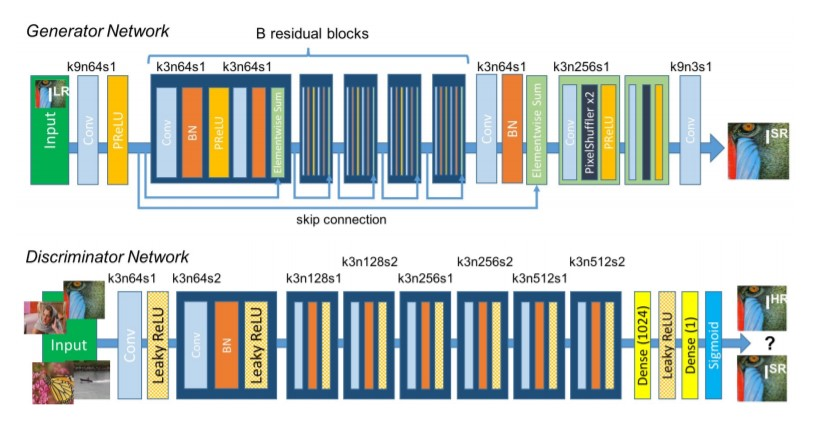 Generator Network
B residual blocks
k9n64s1
k3n64s1 k3n64s1
k3n64s1
k3n256s1
k9n3s1
I LR
Input
Conv
PReLU
Conv
BN
PReLU
Elementwise Sum
Conv
BN
Elementwise Sum
Conv
PixelShuffler x2
PReLU
Conv
I SR
skip connection
Discriminator Network
k3n64s1
k3n64s2
k3n128s1
k3n128s2
k3n256s1
k3n256s2
k3n512s1
k3n512s2
Input
Conv
Leaky ReLU
Conv
BN
Leaky ReLU
Dense (1024)
Leaky ReLU
Dense (1)
Sigmoid
I HR
?
I SR